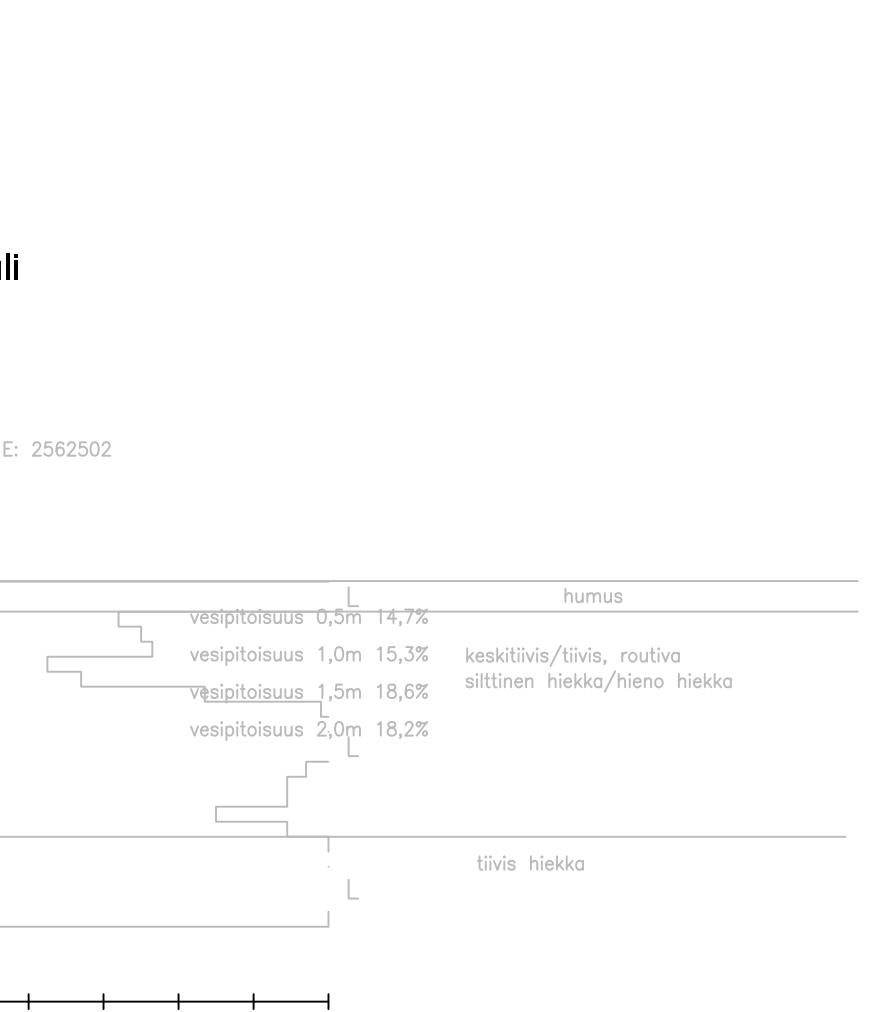 li
E: 2562502
L
humus
vesipitoisuus 0,5m 14,7%
vesipitoisuus 1,0m 15,3%
keskitiivis/tiivis, routiva
silttinen hiekka/hieno hiekka
vesipitoisuus 1,5m 18,6%
vesipitoisuus 2,0m 18,2%
L
tiivis hiekka
L